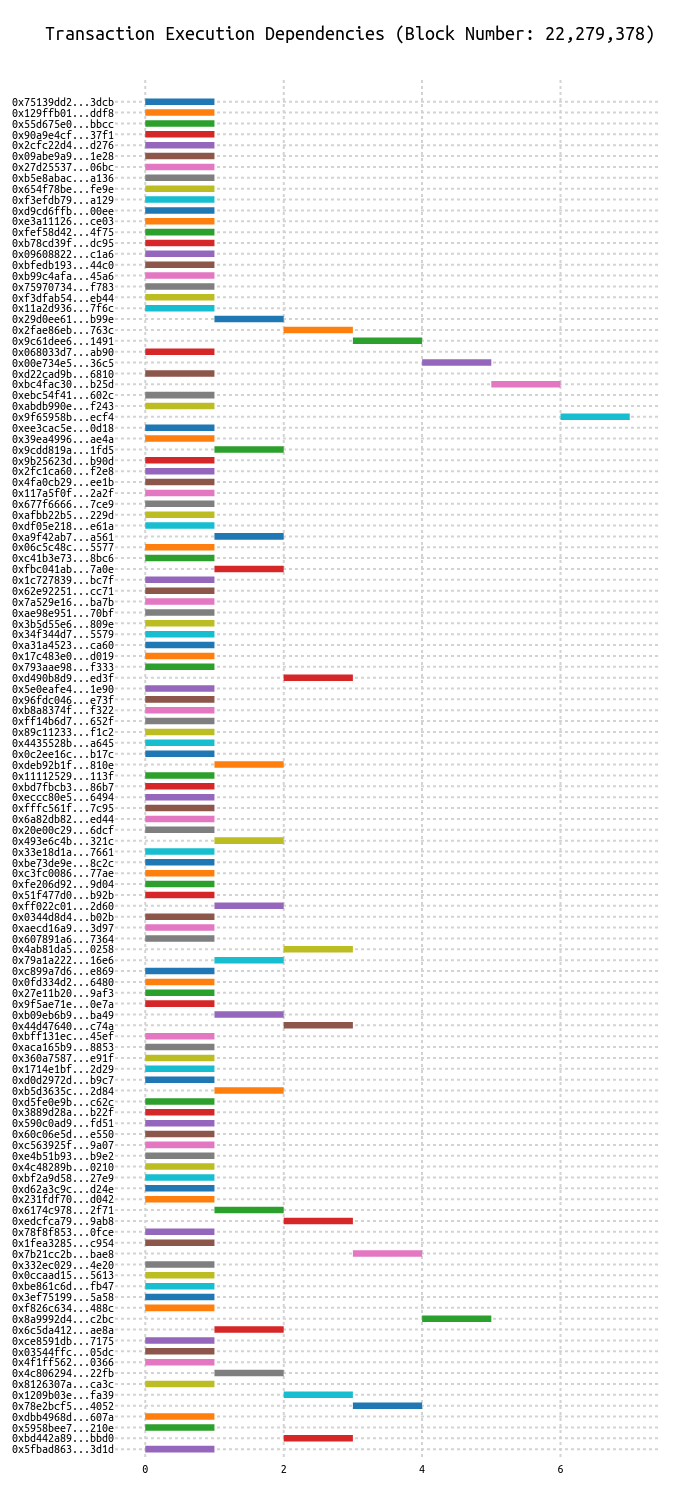 Transaction Execution Dependencies (Block Number: 22,279,378)
0x75139dd2...3dcb
0x129ffb01...ddf8
0x55d675e0...bbcc
0x90a9e4cf...37f1
0x2cfc22d4...d276
0x09abe9a9...1e28
0x27d25537...06bc
0xb5e8abac...a136
0x654f78be...fe9e
0xf3efdb79...a129
0xd9cd6ffb...00ee
0xe3a11126...ce03
0xfef58d42...4f75
0xb78cd39f...dc95
0x09608822...c1a6
0xbfedb193...44c0
0xb99c4afa...45a6
0x75970734...f783
0xf3dfab54...eb44
0x11a2d936...7f6c
0x29d0ee61...b99e
0x2fae86eb...763c
0x9c61dee6...1491
0x068033d7...ab90
0x00e734e5...36c5
0xd22cad9b...6810
0xbc4fac30...b25d
0xebc54f41...602c
0xabdb990e...f243
0x9f65958b...ecf4
0xee3cac5e...0d18
0x39ea4996...ae4a
0x9cdd819a...1fd5
0x9b25623d...b90d
0x2fc1ca60...f2e8
0x4fa0cb29...ee1b
0x117a5f0f...2a2f
0x677f6666...7ce9
0xafbb22b5...229d
0xdf05e218...e61a
0xa9f42ab7...a561
0x06c5c48c...5577
0xc41b3e73...8bc6
0xfbc041ab...7a0e
0x1c727839...bc7f
0x62e92251...cc71
0x7a529e16...ba7b
0xae98e951...70bf
0x3b5d55e6...809e
0x34f344d7...5579
0xa31a4523...ca60
0x17c483e0...d019
0x793aae98...f333
0xd490b8d9...ed3f
0x5e0eafe4...1e90
0x96fdc046...e73f
0xb8a8374f...f322
0xff14b6d7...652f
0x89c11233...f1c2
0x4435528b...a645
0x0c2ee16c...b17c
0xdeb92b1f...810e
0x11112529...113f
0xbd7fbcb3...86b7
0xeccc80e5...6494
0xfffc561f...7c95
0x6a82db82...ed44
0x20e00c29...6dcf
0x493e6c4b...321c
0x33e18d1a...7661
0xbe73de9e...8c2c
0xc3fc0086...77ae
0xfe206d92...9d04
0x51f477d0...b92b
0xff022c01...2d60
0x0344d8d4...b02b
0xaecd16a9...3d97
0x607891a6...7364
0x4ab81da5...0258
0x79a1a222...16e6
0xc899a7d6...e869
0x0fd334d2...6480
0x27e11b20...9af3
0x9f5ae71e...0e7a
0xb09eb6b9...ba49
0x44d47640...c74a
0xbff131ec...45ef
0xaca165b9...8853
0x360a7587...e91f
0x1714e1bf...2d29
0xd0d2972d...b9c7
0xb5d3635c...2d84
0xd5fe0e9b...c62c
0x3889d28a...b22f
0x590c0ad9...fd51
0x60c06e5d...e550
0xc563925f...9a07
0xe4b51b93...b9e2
0x4c48289b...0210
0xbf2a9d58...27e9
0xd62a3c9c...d24e
0x231fdf70...d042
0x6174c978...2f71
0xedcfca79...9ab8
0x78f8f853...0fce
0x1fea3285...c954
0x7b21cc2b...bae8
0x332ec029...4e20
0x0ccaad15...5613
0xbe861c6d...fb47
0x3ef75199...5a58
0xf826c634...488c
0x8a9992d4...c2bc
0x6c5da412...ae8a
0xce8591db...7175
0x03544ffc...05dc
0x4f1ff562...0366
0x4c806294...22fb
0x8126307a...ca3c
0x1209b03e...fa39
0x78e2bcf5...4052
0xdbb4968d...607a
0x5958bee7...210e
0xbd442a89...bbd0
0x5fbad863...3d1d
0 2 4 6